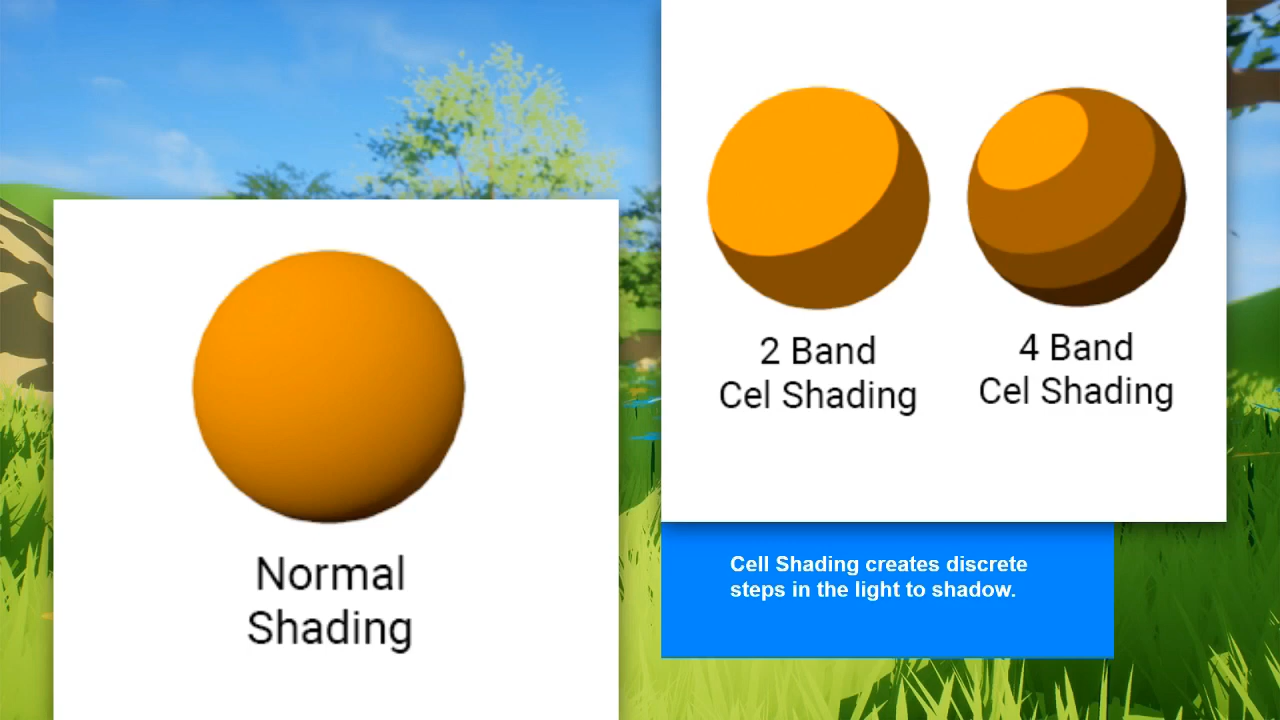 Normal
Shading
2 Band
Cel Shading
4 Band
Cel Shading
Cell Shading creates discrete
steps in the light to shadow.